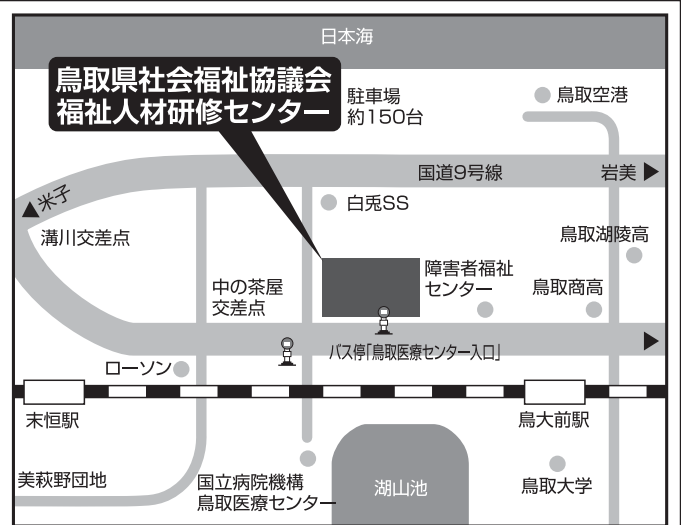 日本海
鳥取県社会福祉協議会
福祉人材研修センター
駐車場
約150台
鳥取空港
国道9号線
岩美▶
▲米子
白兎SS
溝川交差点
鳥取湖陵高
障害者福祉
センター
中の茶屋
交差点
鳥取商高
バス停「鳥取医療センター入口」
▶
ローソン
末恒駅
鳥大前駅
美萩野団地
国立病院機構
鳥取医療センター
湖山池
鳥取大学